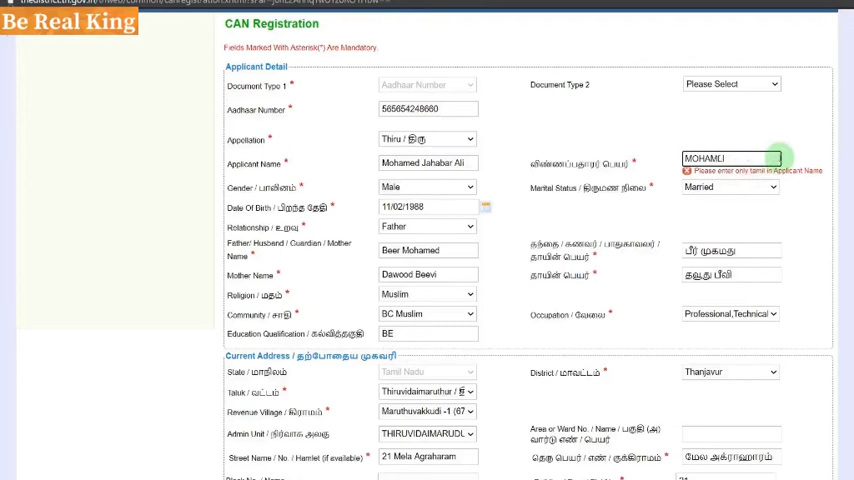 Be Real King
CAN Registration
Fields Marked With Asterisk(*) Are Mandatory.
Applicant Detail
Document Type 1 * Aadhaar Number Document Type 2 Please Select
Aadhaar Number * 565654248660
Appellation * Thiru / திரு
Applicant Name * Mohamed Jahabar Ali விண்ணப்பதாரர் பெயர் * MOHAMLI
Please enter only tamil in Applicant Name
Gender / பாலினம் * Male Marital Status / திருமண நிலை * Married
Date Of Birth / பிறந்த தேதி * 11/02/1988
Relationship / உறவு * Father
Father/ Husband / Guardian / Mother Name * Beer Mohamed தந்தை / கணவர் / பாதுகாவலர் / தாயின் பெயர் * பீர் முகமது
Mother Name Dawood Beevi தாயின் பெயர் * தவூது பீவி
Religion / மதம் * Muslim
Community / சாதி * BC Muslim Occupation / வேலை * Professional,Technical
Education Qualification / கல்வித்தகுதி BE
Current Address / தற்போதைய முகவரி
State / மாநிலம் Tamil Nadu District / மாவட்டம் * Thanjavur
Taluk / வட்டம் * Thiruvidaimaruthur /
Revenue Village / கிராமம் * Maruthuvakkudi -1 (67
Admin Unit / நிர்வாக அலகு THIRUVIDAIMARUDU Area or Ward No. / Name / பகுதி (அ) வார்டு எண் / பெயர்
Street Name / No. / Hamlet (if available) * 21 Mela Agraharam தெரு பெயர் / எண் / குக்கிராமம் * மேல அக்ராஹாரம்